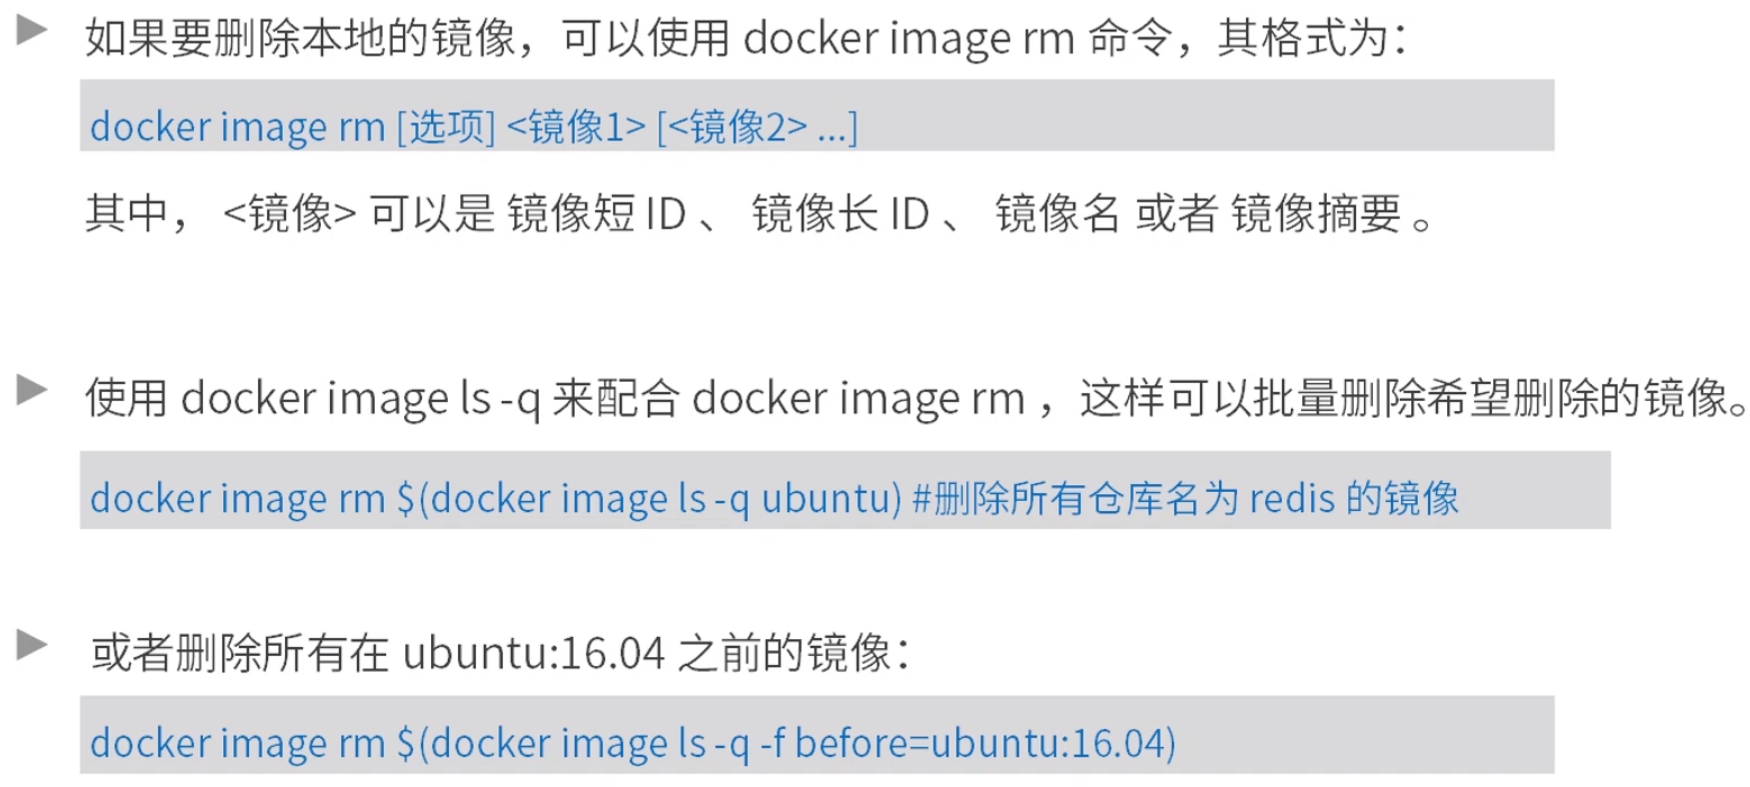 如果要删除本地的镜像，可以使用 docker image rm 命令，其格式为：
docker image rm [选项] <镜像1> [<镜像2> ...]
其中， <镜像> 可以是 镜像短 ID 、 镜像长 ID 、 镜像名 或者 镜像摘要 。
使用 docker image ls -q 来配合 docker image rm ，这样可以批量删除希望删除的镜像。
docker image rm $(docker image ls -q ubuntu) #删除所有仓库名为 redis 的镜像
或者删除所有在 ubuntu:16.04 之前的镜像：
docker image rm $(docker image ls -q -f before=ubuntu:16.04)